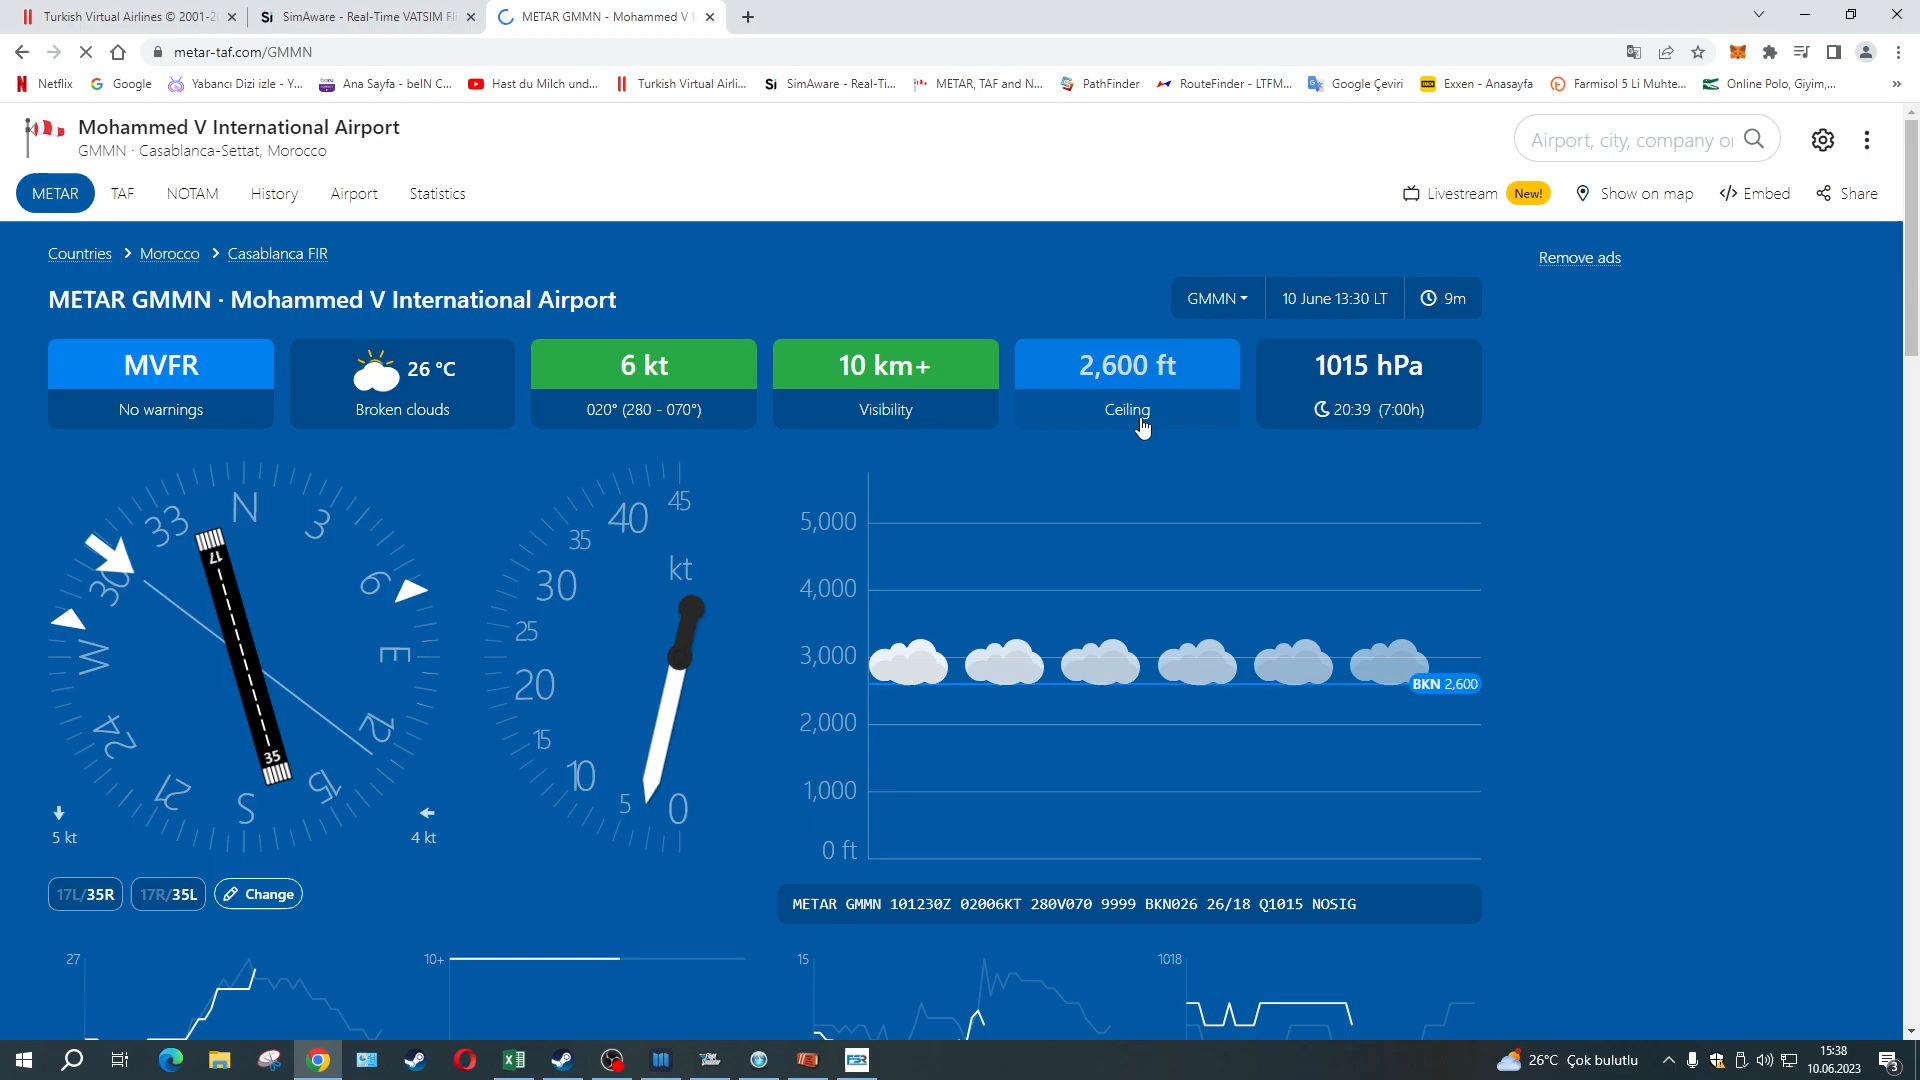 Turkish Virtual Airlines © 2001-2
SimAware - Real-Time VATSIM Fli
METAR GMMN - Mohammed V I
metar-taf.com/GMMN
Netflix
Google
Yabancı Dizi izle - Y...
Ana Sayfa - beIN C...
Hast du Milch und...
Turkish Virtual Airli...
SimAware - Real-Ti...
METAR, TAF and N...
PathFinder
RouteFinder - LTFM...
Google Çeviri
Exxen - Anasayfa
Farmisol 5 Li Muhte...
Online Polo, Giyim,...
»
Mohammed V International Airport
GMMN · Casablanca-Settat, Morocco
Airport, city, company or
METAR
TAF
NOTAM
History
Airport
Statistics
Livestream New!
Show on map
</> Embed
Share
Countries > Morocco > Casablanca FIR
Remove ads
METAR GMMN · Mohammed V International Airport
GMMN
10 June 13:30 LT
9m
MVFR
No warnings
26 °C
Broken clouds
6 kt
020° (280 - 070°)
10 km+
Visibility
2,600 ft
Ceiling
1015 hPa
20:39 (7:00h)
N
3
6
E
12
15
S
21
24
W
30
33
17
35
5 kt
4 kt
45
40
35
30
25
20
15
10
5
0
kt
5,000
4,000
3,000
2,000
1,000
0 ft
BKN 2,600
17L/35R
17R/35L
Change
METAR GMMN 101230Z 02006KT 280V070 9999 BKN026 26/18 Q1015 NOSIG
27
10+
15
1018
26°C Çok bulutlu
15:38
10.06.2023
3